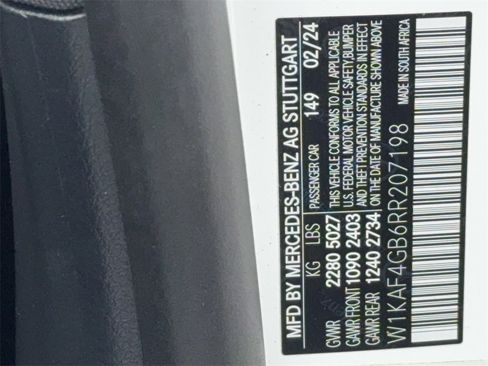 MFD BY MERCEDES-BENZ AG STUTTGART
KG LBS PASSENGER CAR 149 02/24
GVWR 2280 5027 THIS VEHICLE CONFORMS TO ALL APPLICABLE
GAWR FRONT 1090 2403 U.S. FEDERAL MOTOR VEHICLE SAFETY, BUMPER
GAWR REAR 1240 2734 AND THEFT PREVENTION STANDARDS IN EFFECT
ON THE DATE OF MANUFACTURE SHOWN ABOVE
W1KAF4GB6RR207198 MADE IN SOUTH AFRICA